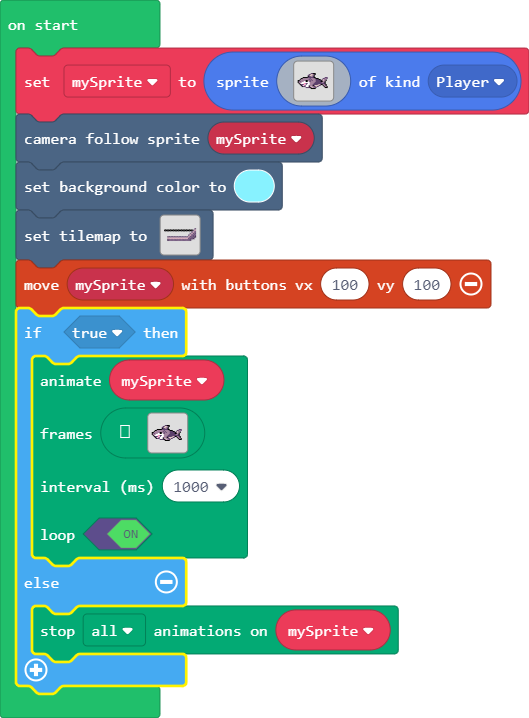 on start
set mySprite to sprite of kind Player
camera follow sprite mySprite
set background color to
set tilemap to
move mySprite with buttons vx 100 vy 100
if true then
animate mySprite
frames
interval (ms) 1000
loop ON
else
stop all animations on mySprite